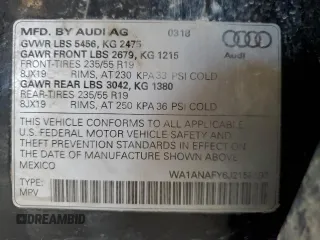 MFD. BY AUDI AG 03.18
GVWR LBS 5456, KG 2475
GAWR FRONT LBS 2679, KG 1215
FRONT-TIRES 235/55 R19
8JX19 RIMS, AT 230 KPA 33 PSI COLD
GAWR REAR LBS 3042, KG 1380
REAR-TIRES 235/55 R19
8JX19 RIMS, AT 250 KPA 36 PSI COLD
Audi
THIS VEHICLE CONFORMS TO ALL APPLICABLE
U.S. FEDERAL MOTOR VEHICLE SAFETY,
BUMPER, AND THEFT PREVENTION STANDARDS IN
EFFECT ON THE DATE OF MANUFACTURE SHOWN ABOVE.
MEXICO
TYPE:
MPV
DREAMBID